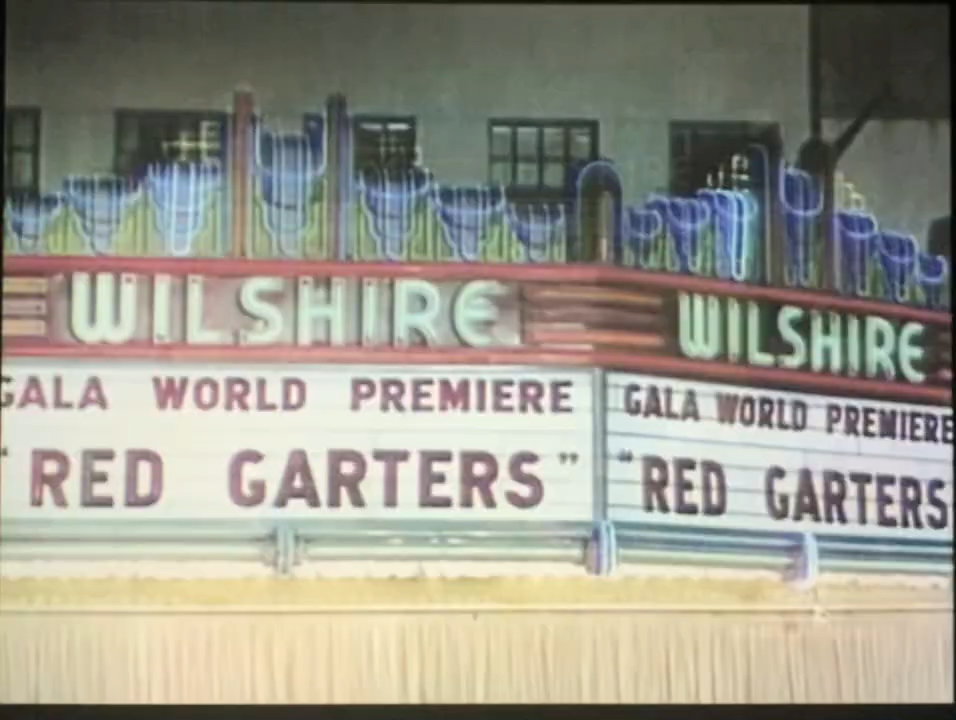 WILSHIRE
GALA WORLD PREMIERE
"RED GARTERS"
WILSHIRE
GALA WORLD PREMIERE
"RED GARTERS